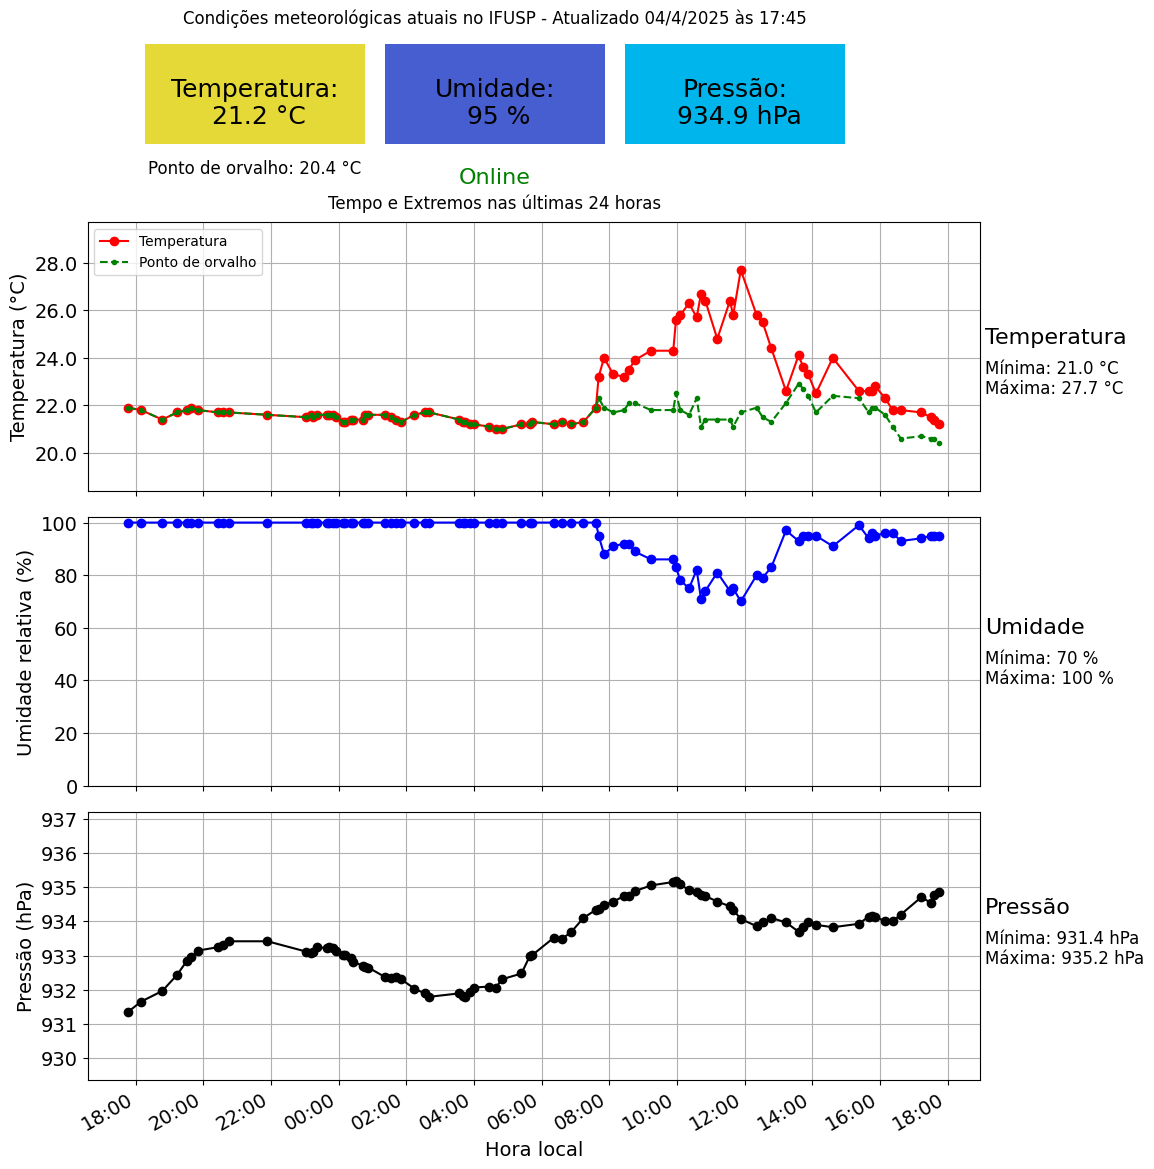 Condições meteorológicas atuais no IFUSP - Atualizado 04/4/2025 às 17:45
Temperatura:
21.2 °C
Umidade:
95 %
Pressão:
934.9 hPa
Ponto de orvalho: 20.4 °C
Online
Tempo e Extremos nas últimas 24 horas
Temperatura
Ponto de orvalho
Temperatura (°C)
28.0
26.0
24.0
22.0
20.0
Temperatura
Mínima: 21.0 °C
Máxima: 27.7 °C
Umidade relativa (%)
100
80
60
40
20
0
Umidade
Mínima: 70 %
Máxima: 100 %
Pressão (hPa)
937
936
935
934
933
932
931
930
Pressão
Mínima: 931.4 hPa
Máxima: 935.2 hPa
18:00
20:00
22:00
00:00
02:00
04:00
06:00
08:00
10:00
12:00
14:00
16:00
18:00
Hora local